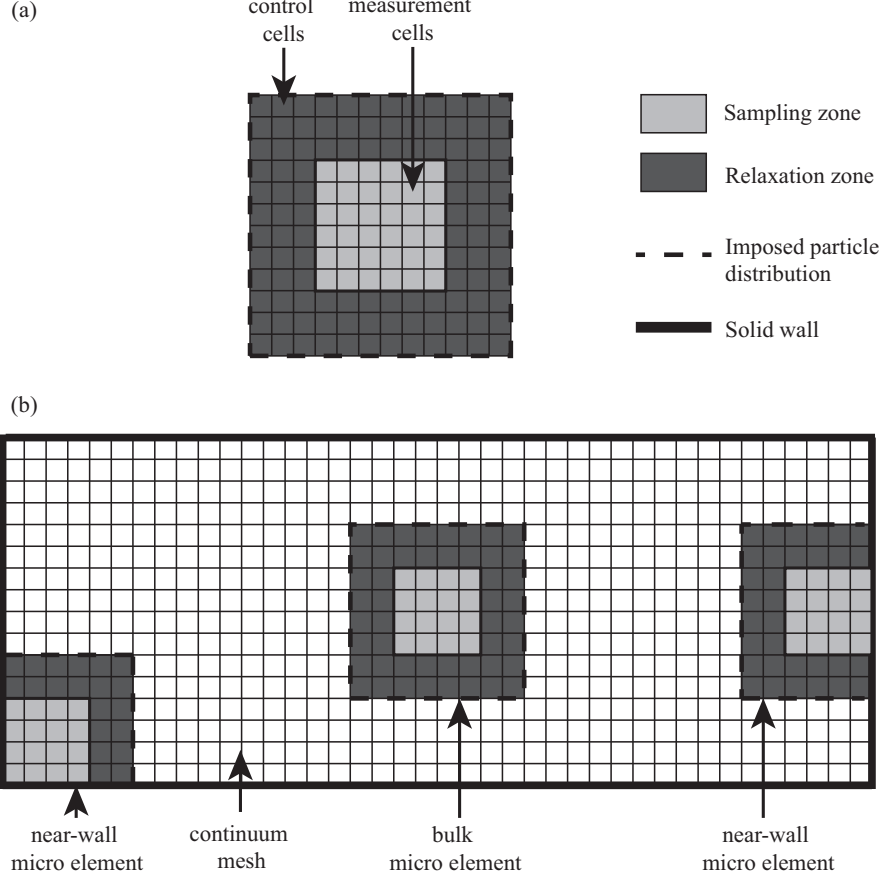 (a)
control
cells
measurement
cells
Sampling zone
Relaxation zone
Imposed particle
distribution
Solid wall
(b)
near-wall
micro element
continuum
mesh
bulk
micro element
near-wall
micro element